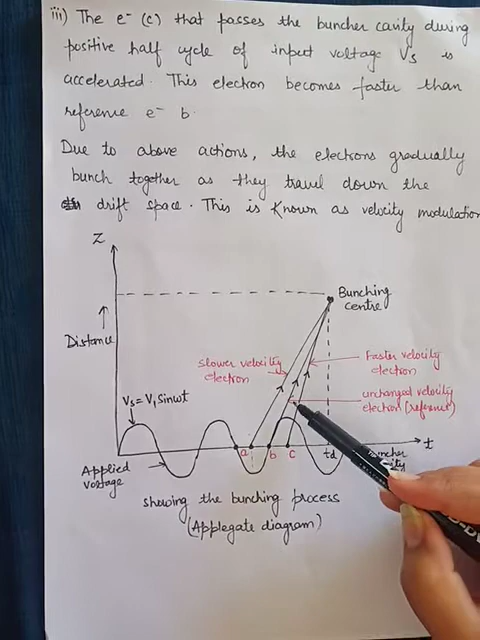 iii) The e⁻ (c) that passes the buncher cavity during
positive half cycle of input voltage Vs is
accelerated. This electron becomes faster than
reference e⁻ b.
Due to above actions, the electrons gradually
bunch together as they travel down the
drift space. This is known as velocity modulation
Z
Bunching
centre
Distance
slower velocity
electron
Faster velocity
electron
unchanged velocity
electron (reference)
Vs = V₁ sinωt
a
b
c
td
t
Applied
voltage
showing the bunching process
(Applegate diagram)